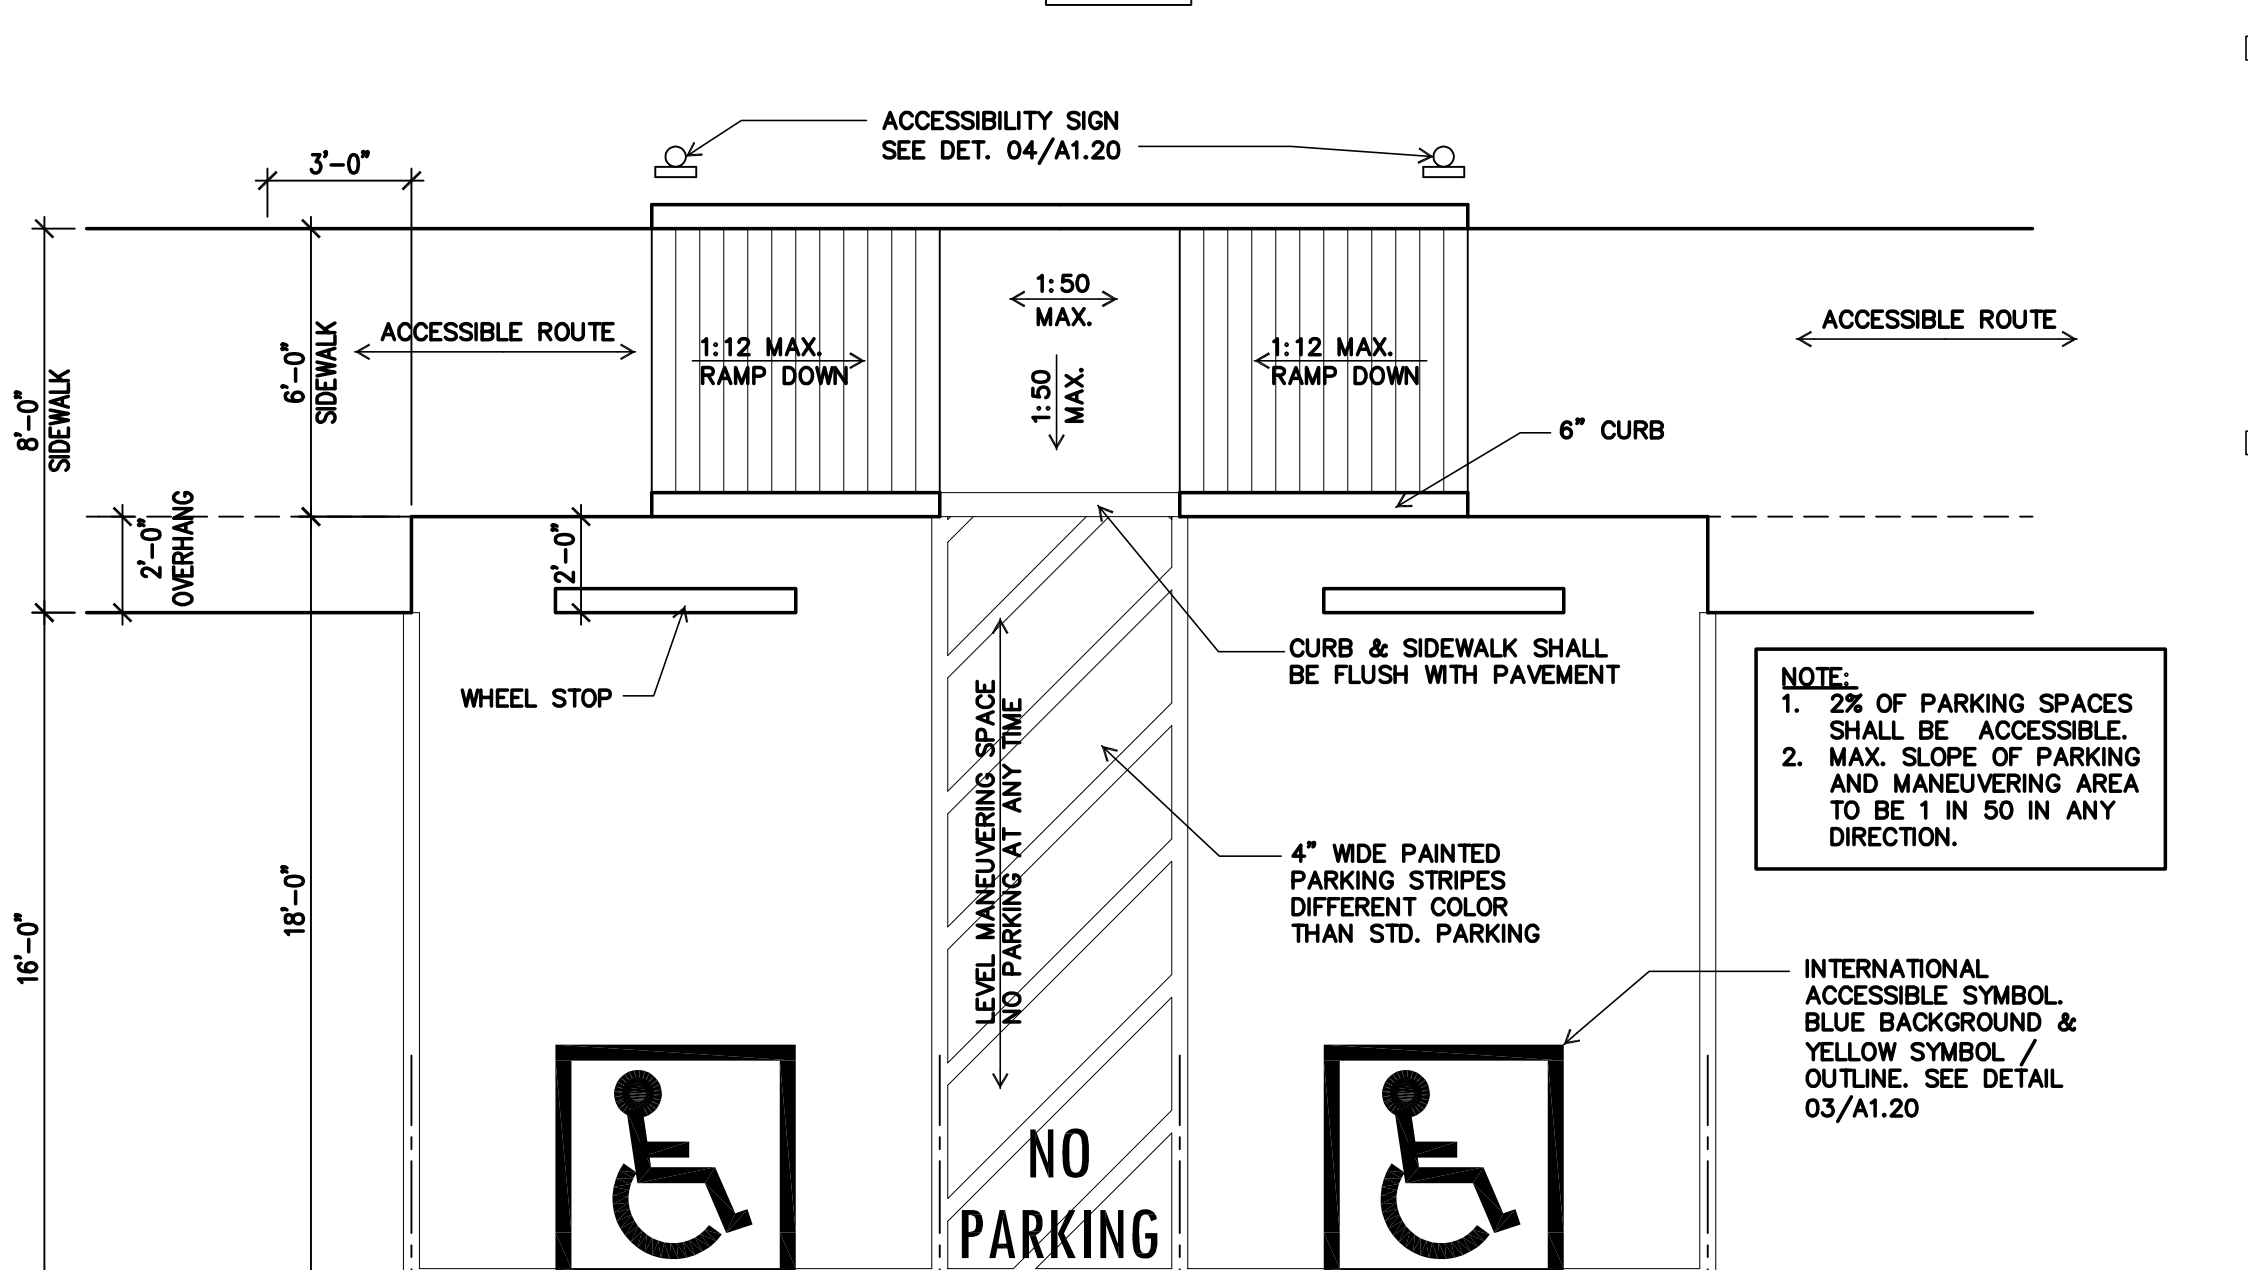 ACCESSIBILITY SIGN
SEE DET. 04/A1.20
3'-0"
8'-0"
SIDEWALK
6'-0"
SIDEWALK
ACCESSIBLE ROUTE
1:12 MAX.
RAMP DOWN
1:50
MAX.
1:50
MAX.
1:12 MAX.
RAMP DOWN
ACCESSIBLE ROUTE
6" CURB
2'-0"
OVERHANG
2'-0"
WHEEL STOP
CURB & SIDEWALK SHALL
BE FLUSH WITH PAVEMENT
LEVEL MANEUVERING SPACE
NO PARKING AT ANY TIME
NOTE:
1. 2% OF PARKING SPACES
SHALL BE ACCESSIBLE.
2. MAX. SLOPE OF PARKING
AND MANEUVERING AREA
TO BE 1 IN 50 IN ANY
DIRECTION.
4" WIDE PAINTED
PARKING STRIPES
DIFFERENT COLOR
THAN STD. PARKING
16'-0"
18'-0"
INTERNATIONAL
ACCESSIBLE SYMBOL.
BLUE BACKGROUND &
YELLOW SYMBOL /
OUTLINE. SEE DETAIL
03/A1.20
NO
PARKING